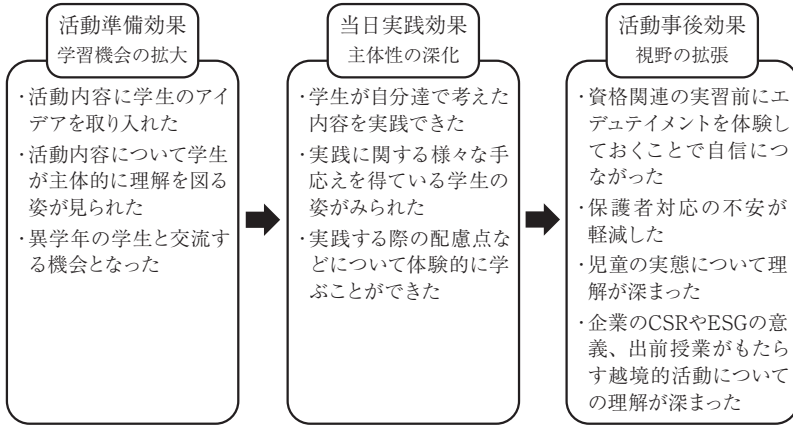 活動準備効果
学習機会の拡大
・活動内容に学生のアイ
デアを取り入れた
・活動内容について学生
が主体的に理解を図る
姿が見られた
・異学年の学生と交流す
る機会となった
当日実践効果
主体性の深化
・学生が自分達で考えた
内容を実践できた
・実践に関する様々な手
応えを得ている学生の
姿がみられた
・実践する際の配慮点な
どについて体験的に学
ぶことができた
活動事後効果
視野の拡張
・資格関連の実習前にエ
デュテイメントを体験し
ておくことで自信につ
ながった
・保護者対応の不安が
軽減した
・児童の実態について理
解が深まった
・企業のCSRやESGの意
義、出前授業がもたら
す越境的活動について
の理解が深まった